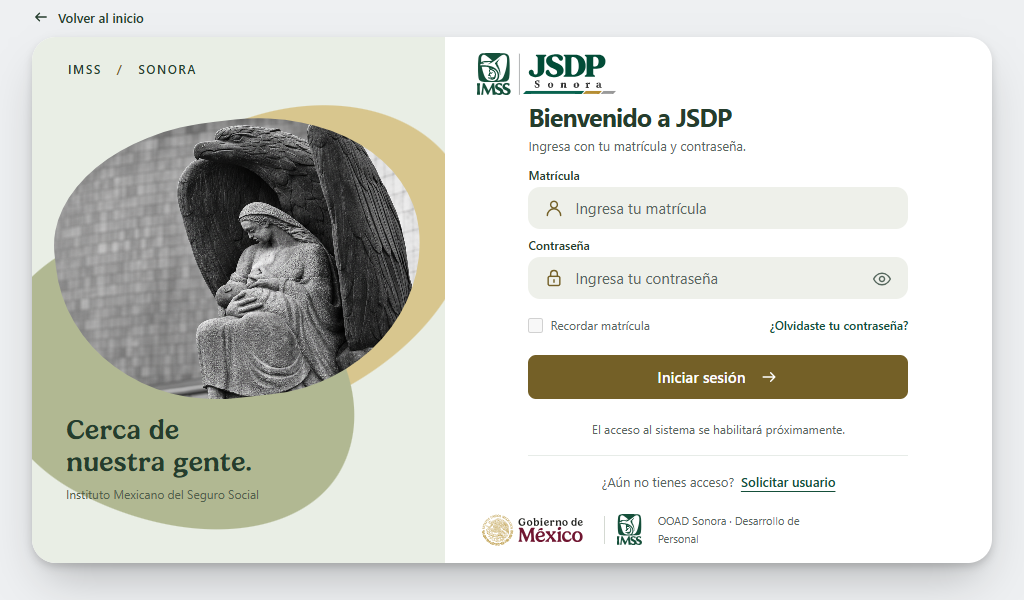 ← Volver al inicio
IMSS / SONORA
Cerca de
nuestra gente.
Instituto Mexicano del Seguro Social
IMSS
JSDP
Sonora
Bienvenido a JSDP
Ingresa con tu matrícula y contraseña.
Matrícula
Ingresa tu matrícula
Contraseña
Ingresa tu contraseña
Recordar matrícula
¿Olvidaste tu contraseña?
Iniciar sesión →
El acceso al sistema se habilitará próximamente.
¿Aún no tienes acceso? Solicitar usuario
Gobierno de
México
IMSS
OOAD Sonora · Desarrollo de
Personal